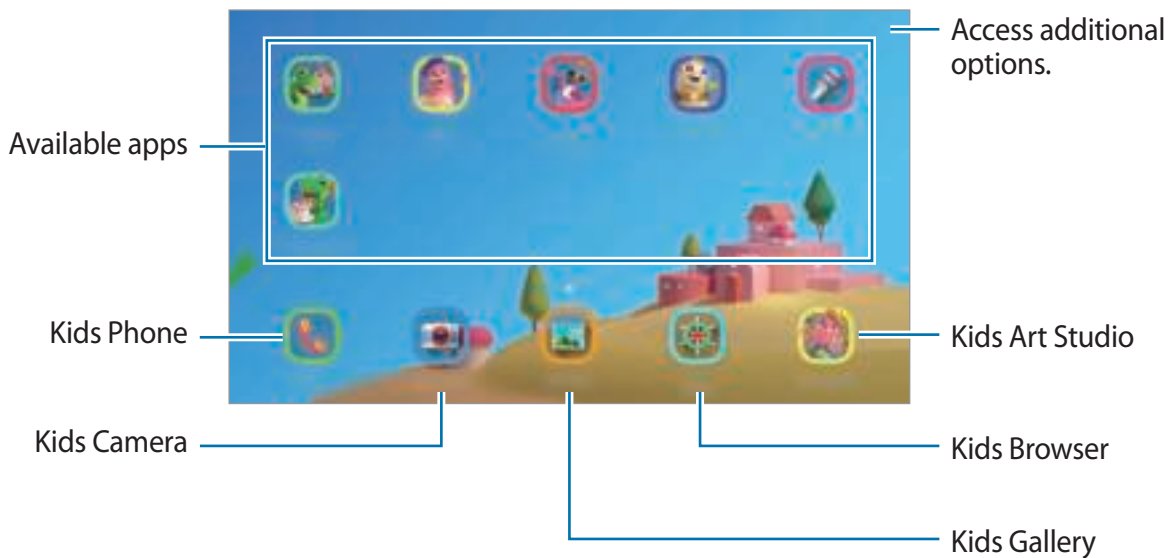 Access additional
options.
Available apps
Kids Phone
Kids Art Studio
Kids Camera
Kids Browser
Kids Gallery